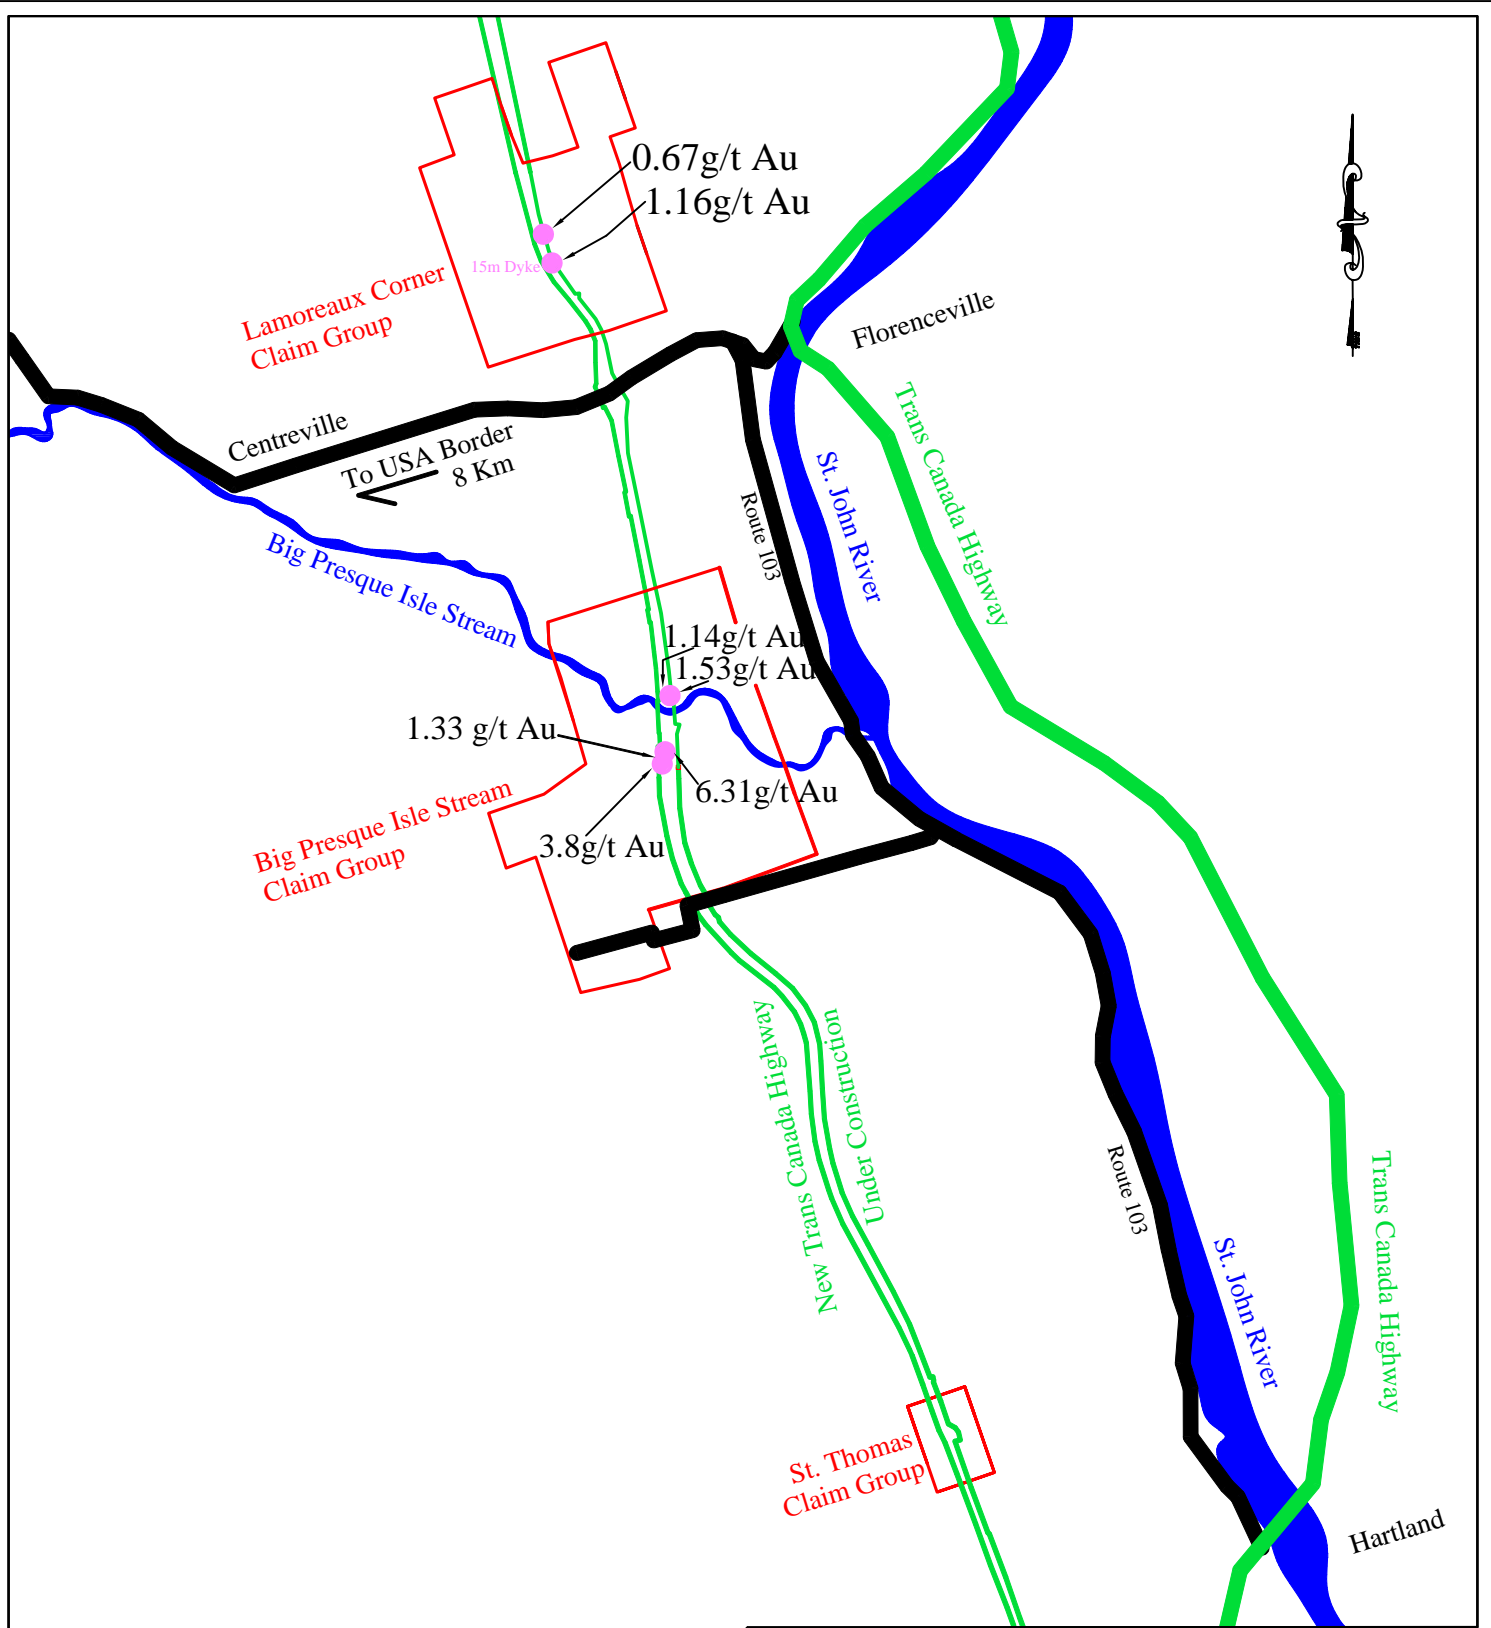 0.67g/t Au
1.16g/t Au
15m Dyke
Lamoreaux Corner
Claim Group
Florenceville
Centreville
To USA Border
8 Km
Trans Canada Highway
St. John River
Route 103
Big Presque Isle Stream
1.14g/t Au
1.53g/t Au
1.33 g/t Au
6.31g/t Au
3.8g/t Au
Big Presque Isle Stream
Claim Group
New Trans Canada Highway
Under Construction
Route 103
Trans Canada Highway
St. John River
St. Thomas
Claim Group
Hartland